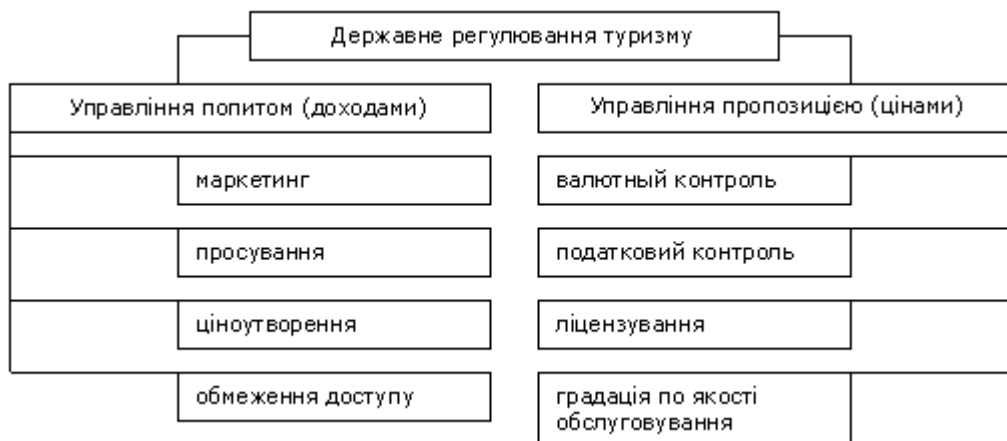 Державне регулювання туризму
Управління попитом (доходами)
Управління пропозицією (цінами)
маркетинг
валютный контроль
просування
податковий контроль
ціноутворення
ліцензування
обмеження доступу
градація по якості
обслуговування